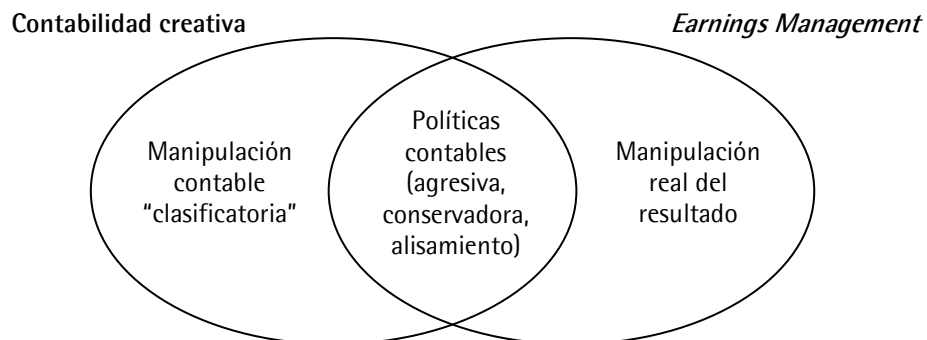 Contabilidad creativa
Earnings Management
Manipulación
contable
“clasificatoria”
Políticas
contables
(agresiva,
conservadora,
alisamiento)
Manipulación
real del
resultado